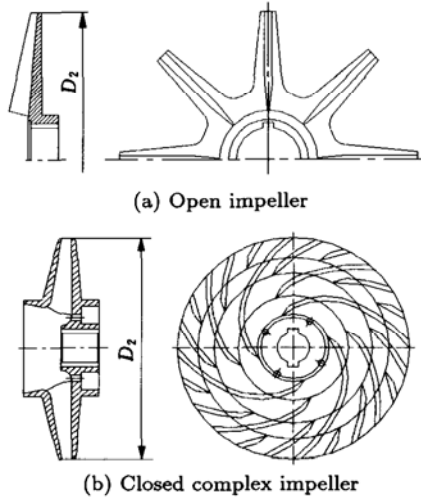 D₂
(a) Open impeller
D₂
(b) Closed complex impeller